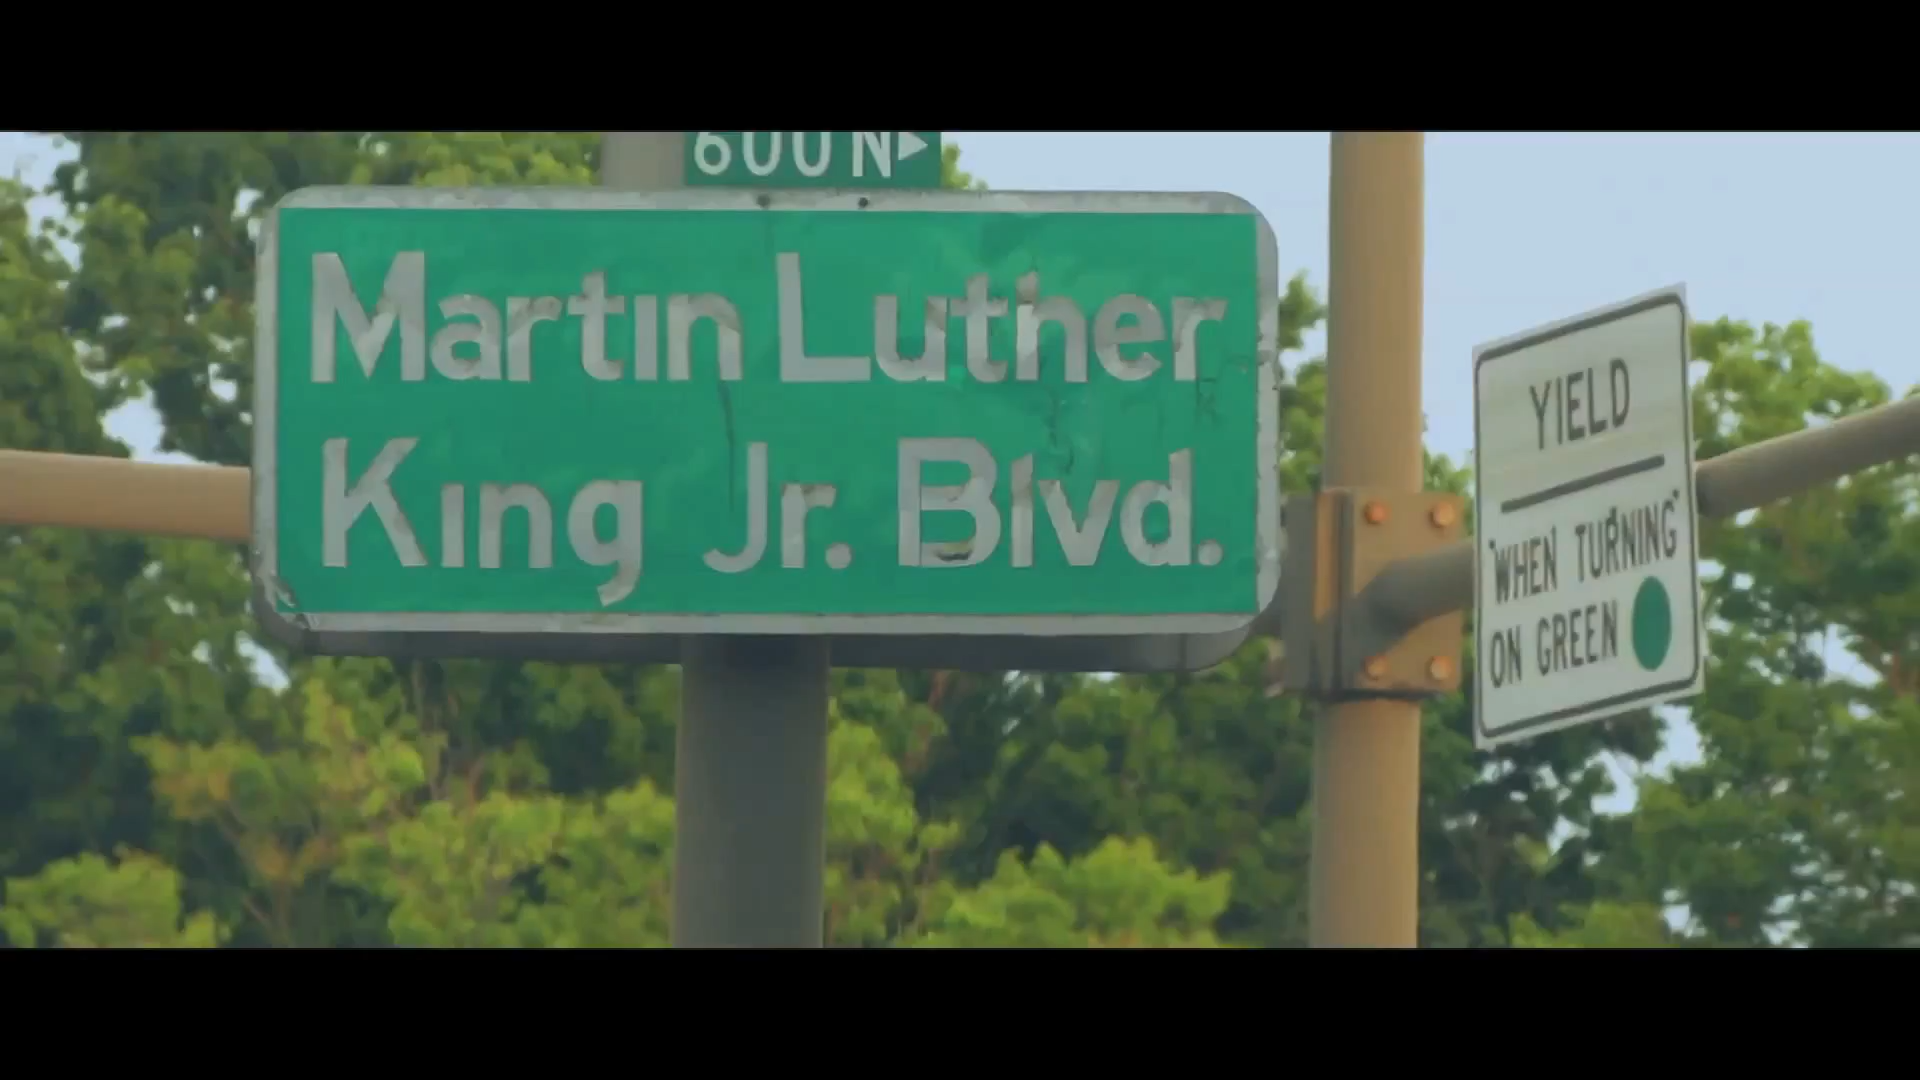 600 N
Martin Luther
King Jr. Blvd.
YIELD
WHEN TURNING
ON GREEN